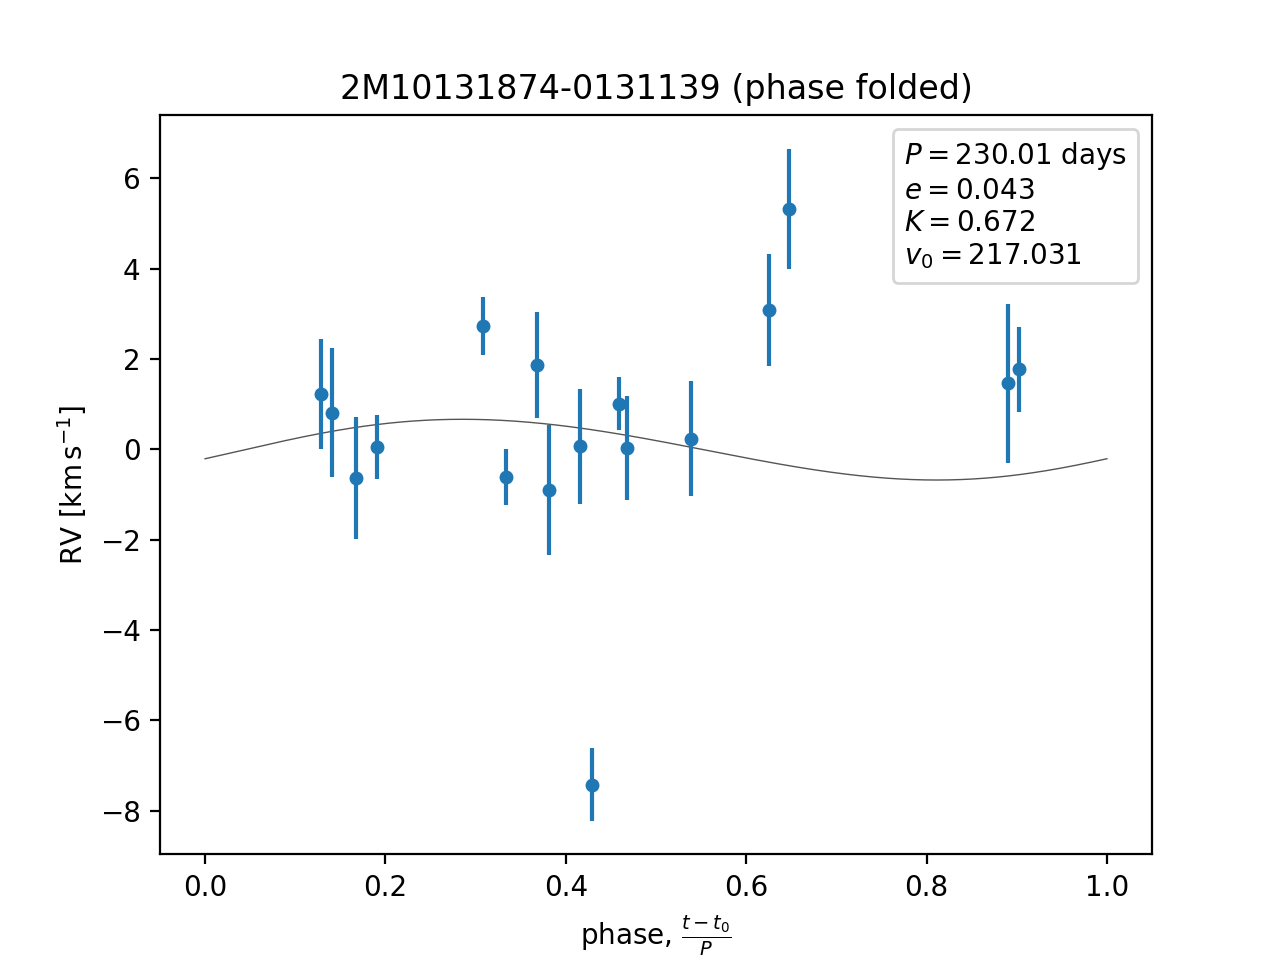 2M10131874-0131139 (phase folded)
P = 230.01 days
e = 0.043
K = 0.672
v₀ = 217.031
6
4
2
0
−2
−4
−6
−8
RV [km s⁻¹]
0.0 0.2 0.4 0.6 0.8 1.0
phase, (t − t₀)/P